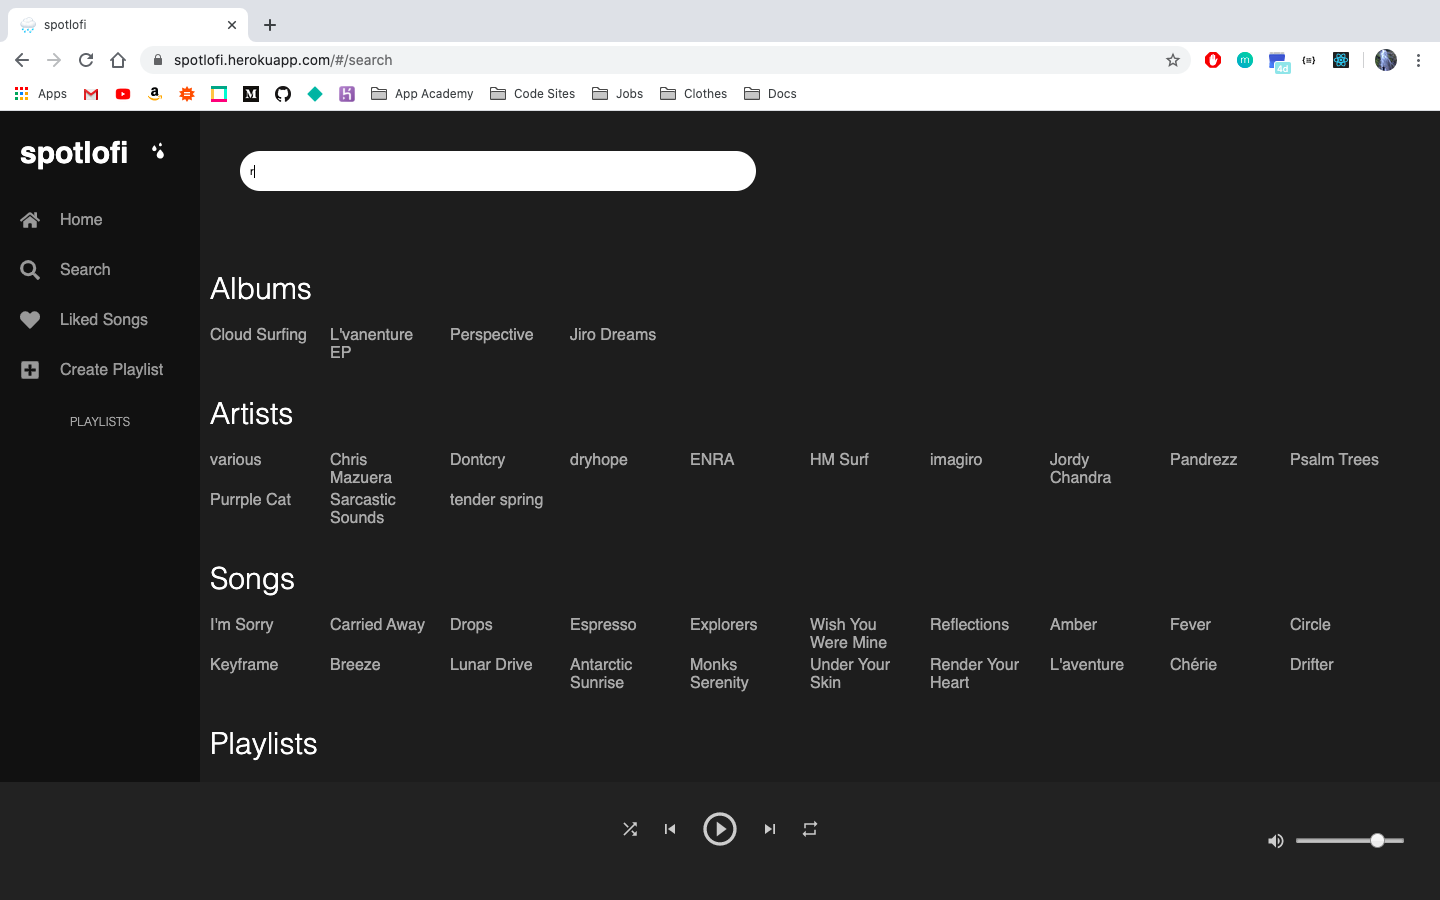 spotlofi
spotlofi.herokuapp.com/#/search
4d
Apps
App Academy
Code Sites
Jobs
Clothes
Docs
spotlofi
Home
Search
Liked Songs
Create Playlist
PLAYLISTS
r
Albums
Cloud Surfing
L'vanenture
EP
Perspective
Jiro Dreams
Artists
various
Chris
Mazuera
Dontcry
dryhope
ENRA
HM Surf
imagiro
Jordy
Chandra
Pandrezz
Psalm Trees
Purrple Cat
Sarcastic
Sounds
tender spring
Songs
I'm Sorry
Carried Away
Drops
Espresso
Explorers
Wish You
Were Mine
Reflections
Amber
Fever
Circle
Keyframe
Breeze
Lunar Drive
Antarctic
Sunrise
Monks
Serenity
Under Your
Skin
Render Your
Heart
L'aventure
Chérie
Drifter
Playlists